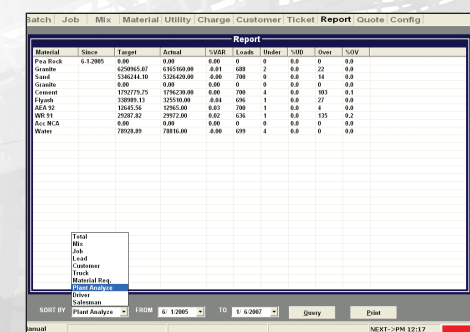 Batch Job Mix Material Utility Charge Customer Ticket Report Quote Config
Report
Material Since Target Actual %VAR Loads Under %UD Over %OV
Pea Rock 6-1-2005 0.00 0.00 0.00 0 0 0.0 0 0.0
Granite 6250965.07 6165160.00 -0.01 688 2 0.0 22 0.0
Sand 5346244.10 5326420.00 -0.00 700 0 0.0 14 0.0
Granite 0.00 0.00 0.00 0 0 0.0 0 0.0
Cement 1792779.75 1796230.00 0.00 700 4 0.0 103 0.1
Flyash 338989.13 325510.00 -0.04 696 1 0.0 27 0.0
AEA 92 12645.56 12965.00 0.03 700 1 0.0 4 0.0
WR 91 29287.82 29972.00 0.02 636 1 0.0 135 0.2
Acc NCA 0.00 0.00 0.00 0 0 0.0 0 0.0
Water 78928.89 78816.00 -0.00 699 4 0.0 0 0.0
Total
Mix
Job
Load
Customer
Truck
Material Req.
Plant Analyze
Driver
Salesman
SORT BY Plant Analyze FROM 6/ 1/2005 TO 1/ 6/2007 Query Print
Manual NEXT->PM 12:17